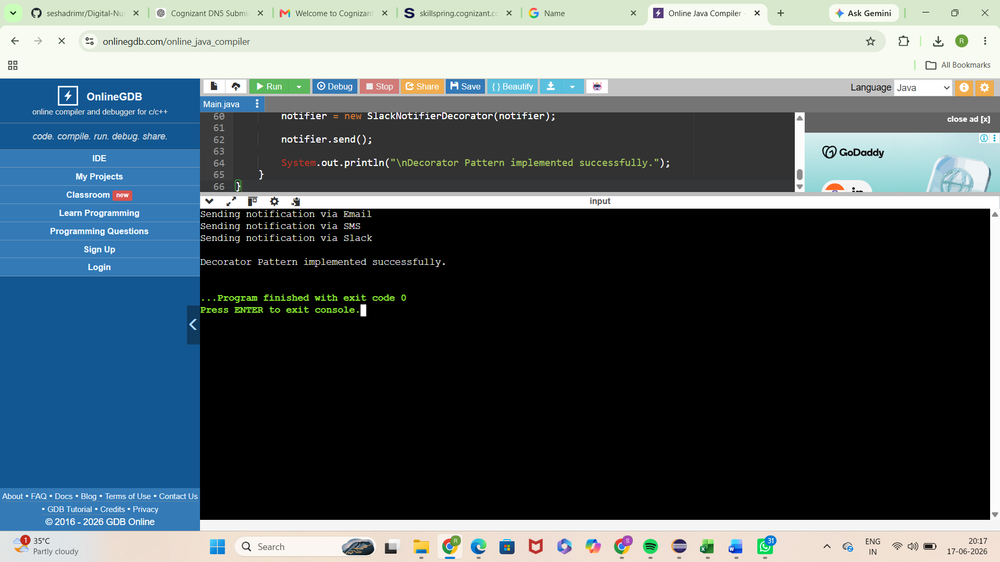 seshadrimr/Digital-Nu
Cognizant DN5 Submis
Welcome to Cognizant
skillspring.cognizant.co
Name
Online Java Compiler -
Ask Gemini
onlinegdb.com/online_java_compiler
R
All Bookmarks
OnlineGDB
online compiler and debugger for c/c++
code. compile. run. debug. share.
IDE
My Projects
Classroom new
Learn Programming
Programming Questions
Sign Up
Login
About • FAQ • Docs • Blog • Terms of Use • Contact Us
• GDB Tutorial • Credits • Privacy
© 2016 - 2026 GDB Online
Run
Debug
Stop
Share
Save
{ } Beautify
Language Java
Main.java
60 notifier = new SlackNotifierDecorator(notifier);
61
62 notifier.send();
63
64 System.out.println("\nDecorator Pattern implemented successfully.");
65 }
66 }
close ad [x]
GoDaddy
input
Sending notification via Email
Sending notification via SMS
Sending notification via Slack
Decorator Pattern implemented successfully.
...Program finished with exit code 0
Press ENTER to exit console.
1
35°C
Partly cloudy
Search
R
S
31
ENG
IN
20:17
17-06-2026